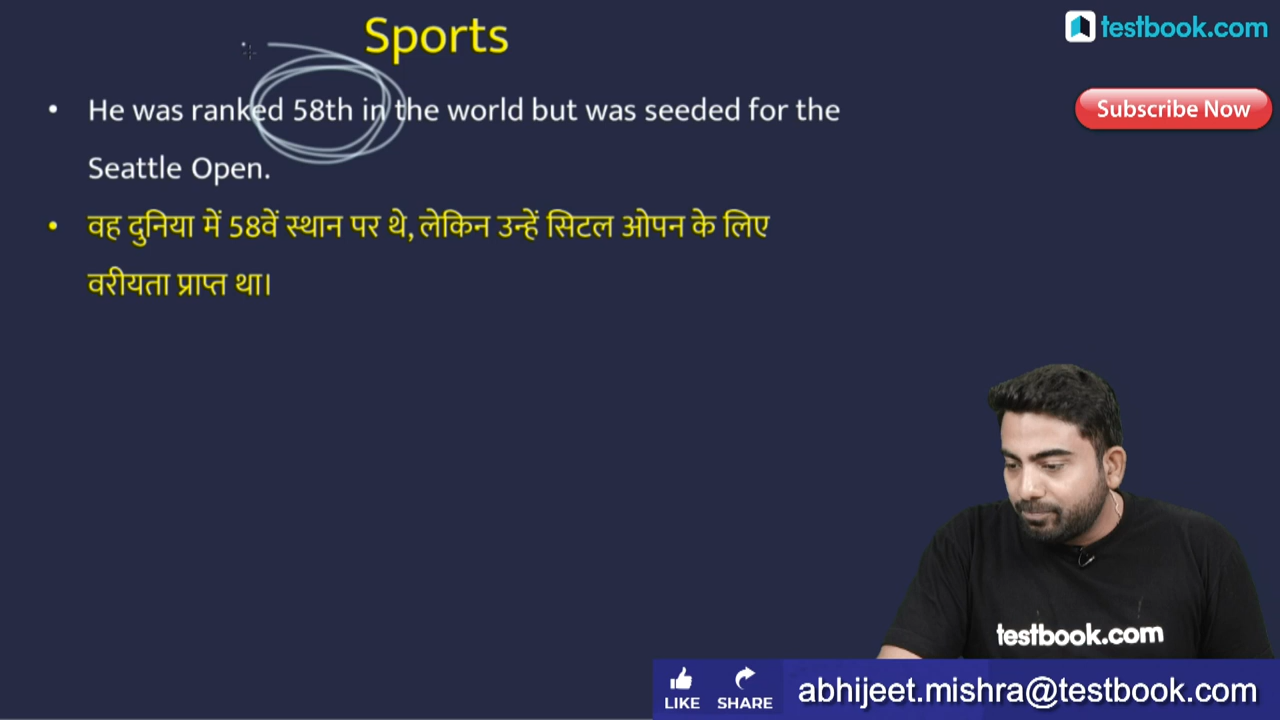 Sports
testbook.com
Subscribe Now
• He was ranked 58th in the world but was seeded for the
Seattle Open.
• वह दुनिया में 58वें स्थान पर थे, लेकिन उन्हें सिटल ओपन के लिए
वरीयता प्राप्त था।
testbook.com
LIKE SHARE abhijeet.mishra@testbook.com